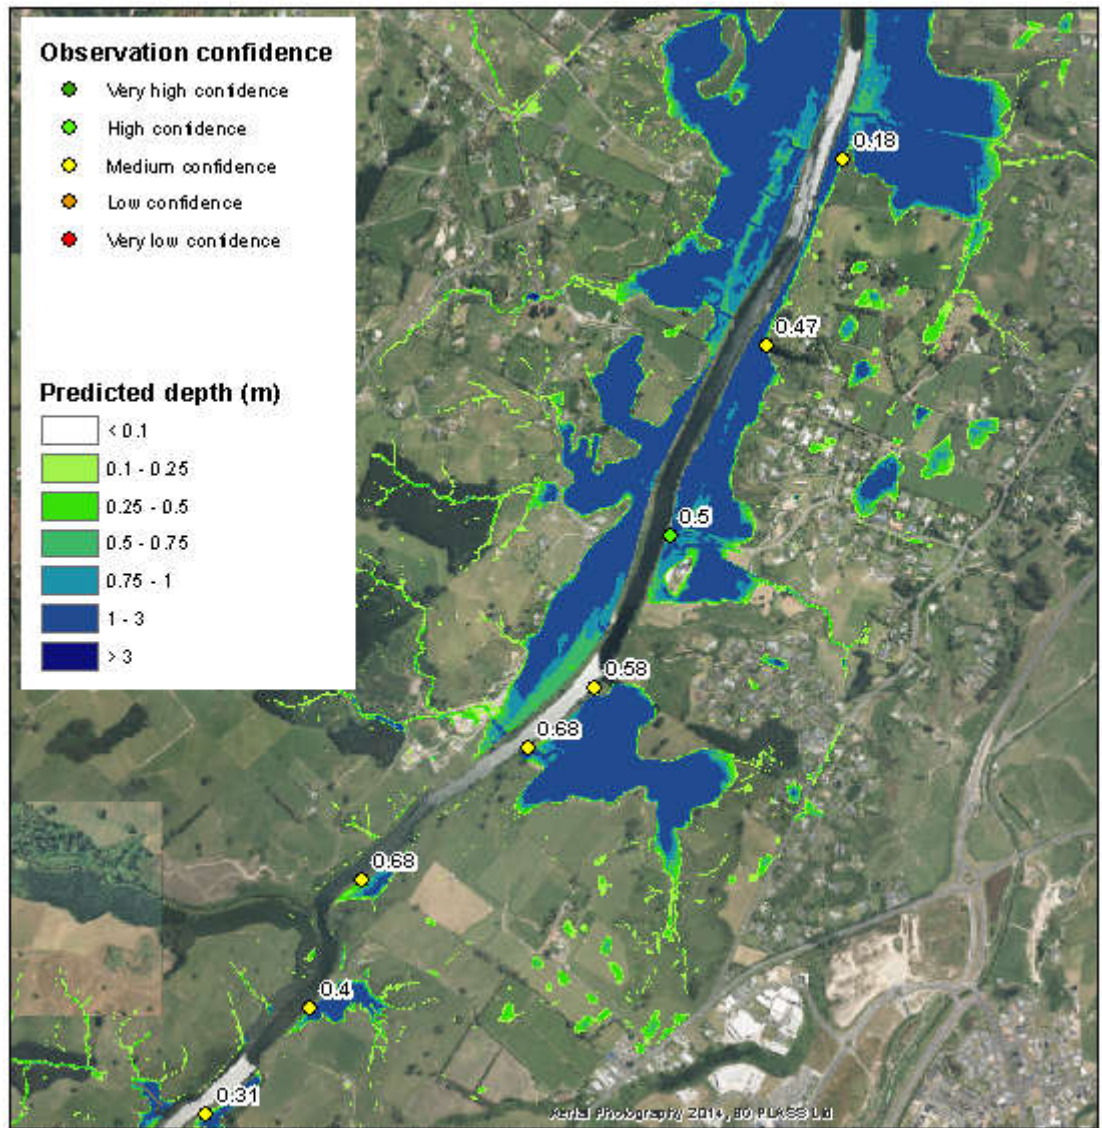 Observation confidence
Very high confidence
High confidence
Medium confidence
Low confidence
Very low confidence
Predicted depth (m)
< 0.1
0.1 - 0.25
0.25 - 0.5
0.5 - 0.75
0.75 - 1
1 - 3
> 3
0.18
0.47
0.5
0.58
0.68
0.68
0.4
0.31
Aerial Photography 2014, BO PLASS Ltd